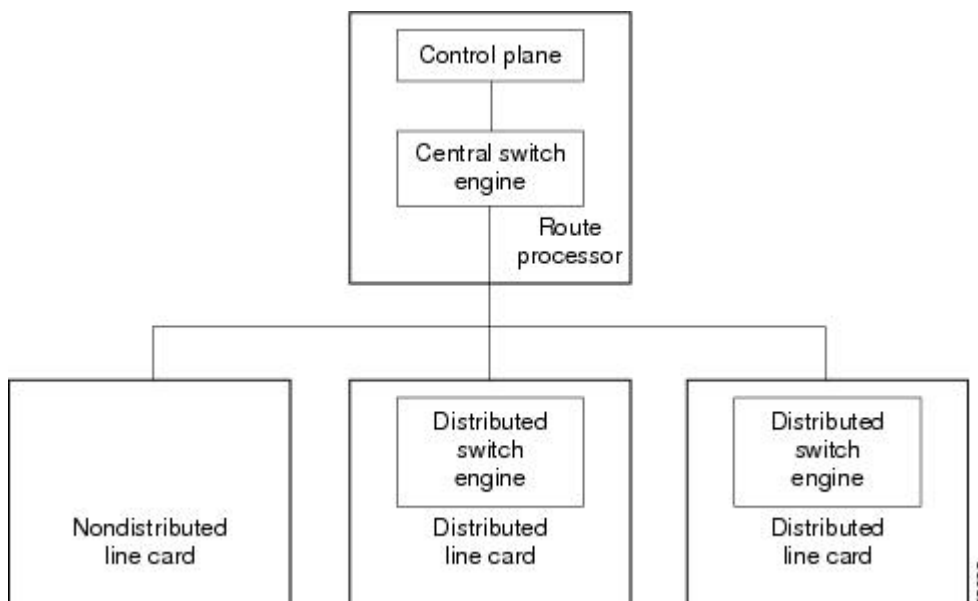 Control plane
Central switch
engine
Route
processor
Distributed
switch
engine
Distributed
switch
engine
Nondistributed
line card
Distributed
line card
Distributed
line card